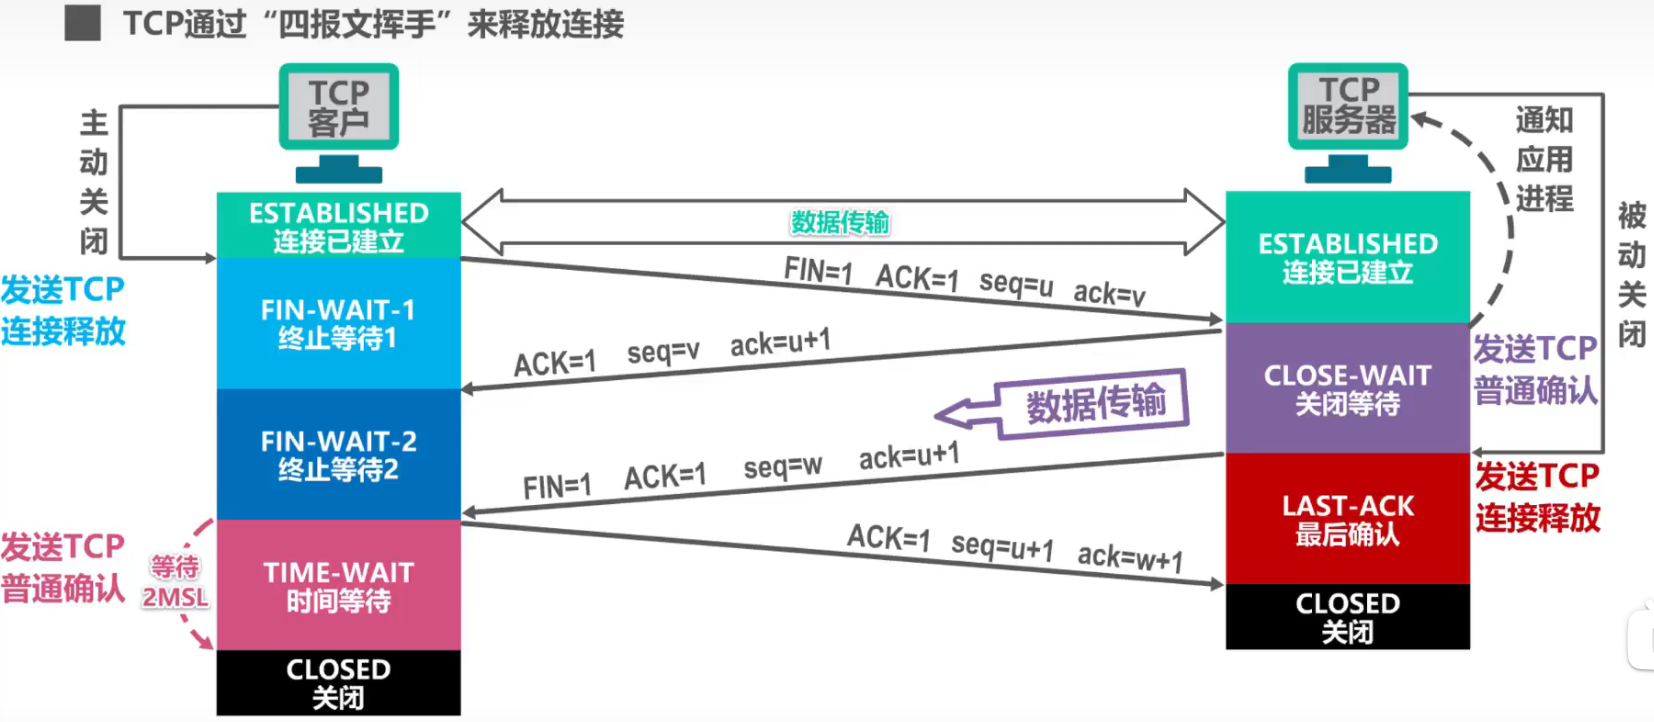 TCP通过“四报文挥手”来释放连接
TCP
客户
TCP
服务器
主
动
关
闭
通知
应用
进程
被
动
关
闭
ESTABLISHED
连接已建立
数据传输
ESTABLISHED
连接已建立
FIN=1 ACK=1 seq=u ack=v
发送TCP
连接释放
FIN-WAIT-1
终止等待1
ACK=1 seq=v ack=u+1
CLOSE-WAIT
关闭等待
发送TCP
普通确认
数据传输
FIN-WAIT-2
终止等待2
FIN=1 ACK=1 seq=w ack=u+1
LAST-ACK
最后确认
发送TCP
连接释放
ACK=1 seq=u+1 ack=w+1
发送TCP
普通确认
等待
2MSL
TIME-WAIT
时间等待
CLOSED
关闭
CLOSED
关闭